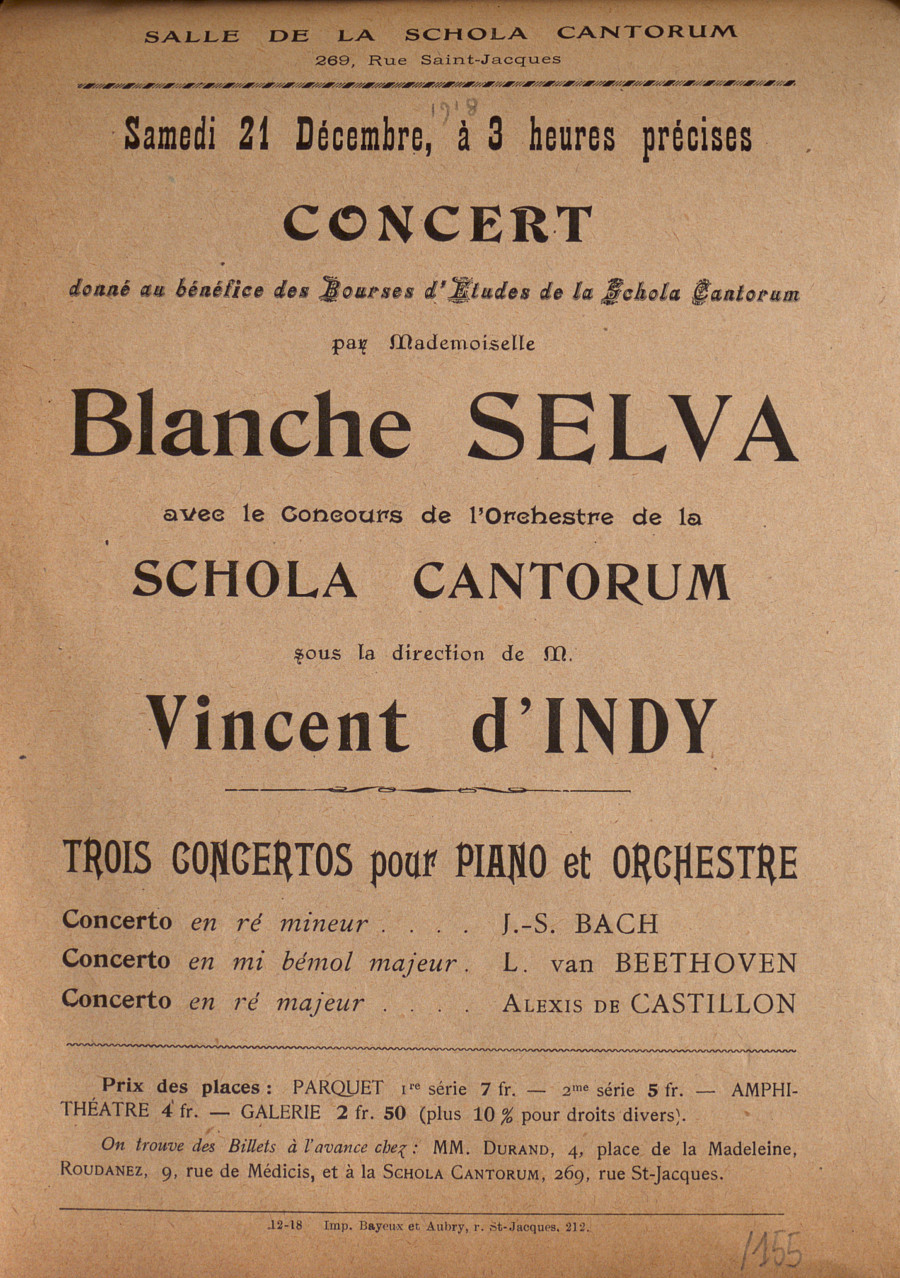 SALLE DE LA SCHOLA CANTORUM
269, Rue Saint-Jacques
1918
Samedi 21 Décembre, à 3 heures précises
CONCERT
donné au bénéfice des Bourses d'Etudes de la Schola Cantorum
par Mademoiselle
Blanche SELVA
avec le Concours de l'Orchestre de la
SCHOLA CANTORUM
sous la direction de M.
Vincent d'INDY
TROIS CONCERTOS pour PIANO et ORCHESTRE
Concerto en ré mineur . . . . J.-S. BACH
Concerto en mi bémol majeur . L. van BEETHOVEN
Concerto en ré majeur . . . . ALEXIS DE CASTILLON
Prix des places : PARQUET 1re série 7 fr. — 2me série 5 fr. — AMPHI-
THÉATRE 4 fr. — GALERIE 2 fr. 50 (plus 10 % pour droits divers).
On trouve des Billets à l'avance chez : MM. DURAND, 4, place de la Madeleine,
ROUDANEZ, 9, rue de Médicis, et à la SCHOLA CANTORUM, 269, rue St-Jacques.
12-18 Imp. Bayeux et Aubry, r. St-Jacques, 212.
/155